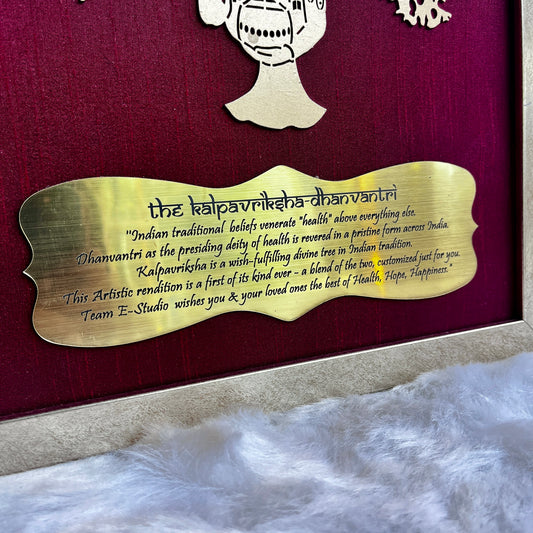 the kalpavriksha-dhanvantri
"Indian traditional beliefs venerate "health" above everything else.
Dhanvantri as the presiding deity of health is revered in a pristine form across India.
Kalpavriksha is a wish-fulfilling divine tree in Indian tradition.
This Artistic rendition is a first of its kind ever - a blend of the two, customized just for you.
Team E-Studio wishes you & your loved ones the best of Health, Hope, Happiness."